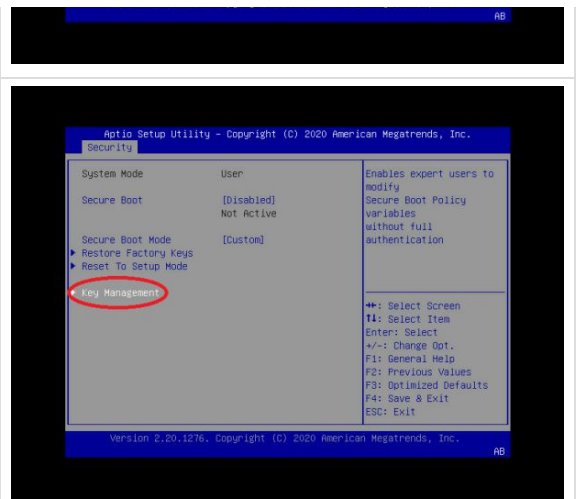 AB
Aptio Setup Utility – Copyright (C) 2020 American Megatrends, Inc.
Security
System Mode User
Secure Boot [Disabled]
Not Active
Secure Boot Mode [Custom]
Restore Factory Keys
Reset To Setup Mode
Key Management
Enables expert users to
modify
Secure Boot Policy
variables
without full
authentication
++: Select Screen
↑↓: Select Item
Enter: Select
+/-: Change Opt.
F1: General Help
F2: Previous Values
F3: Optimized Defaults
F4: Save & Exit
ESC: Exit
Version 2.20.1276. Copyright (C) 2020 American Megatrends, Inc.
AB